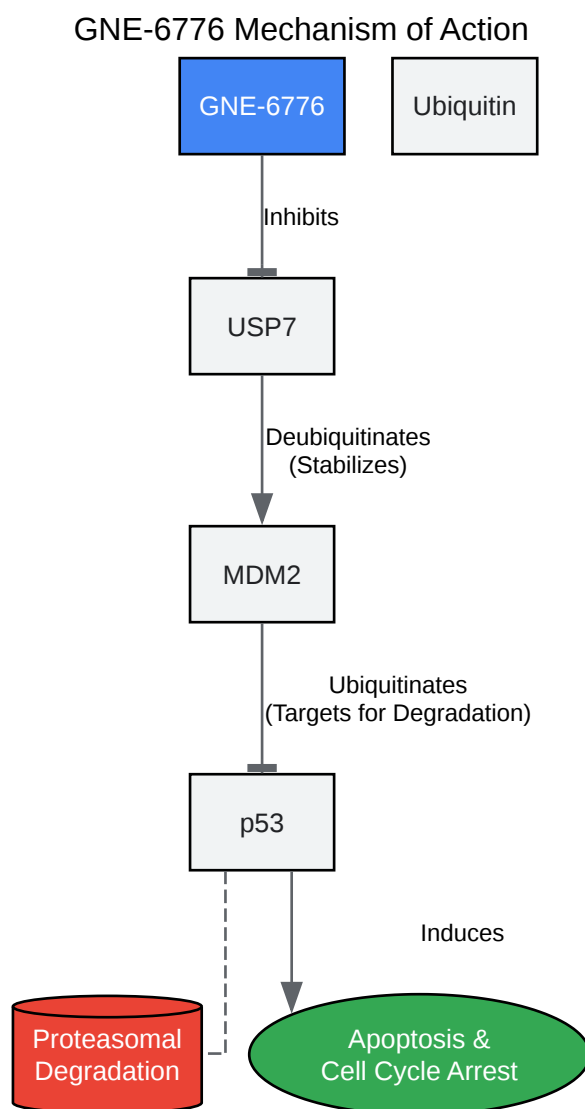 GNE-6776 Mechanism of Action
GNE-6776
Ubiquitin
Inhibits
USP7
Deubiquitinates
(Stabilizes)
MDM2
Ubiquitinates
(Targets for Degradation)
p53
Induces
Proteasomal
Degradation
Apoptosis &
Cell Cycle Arrest